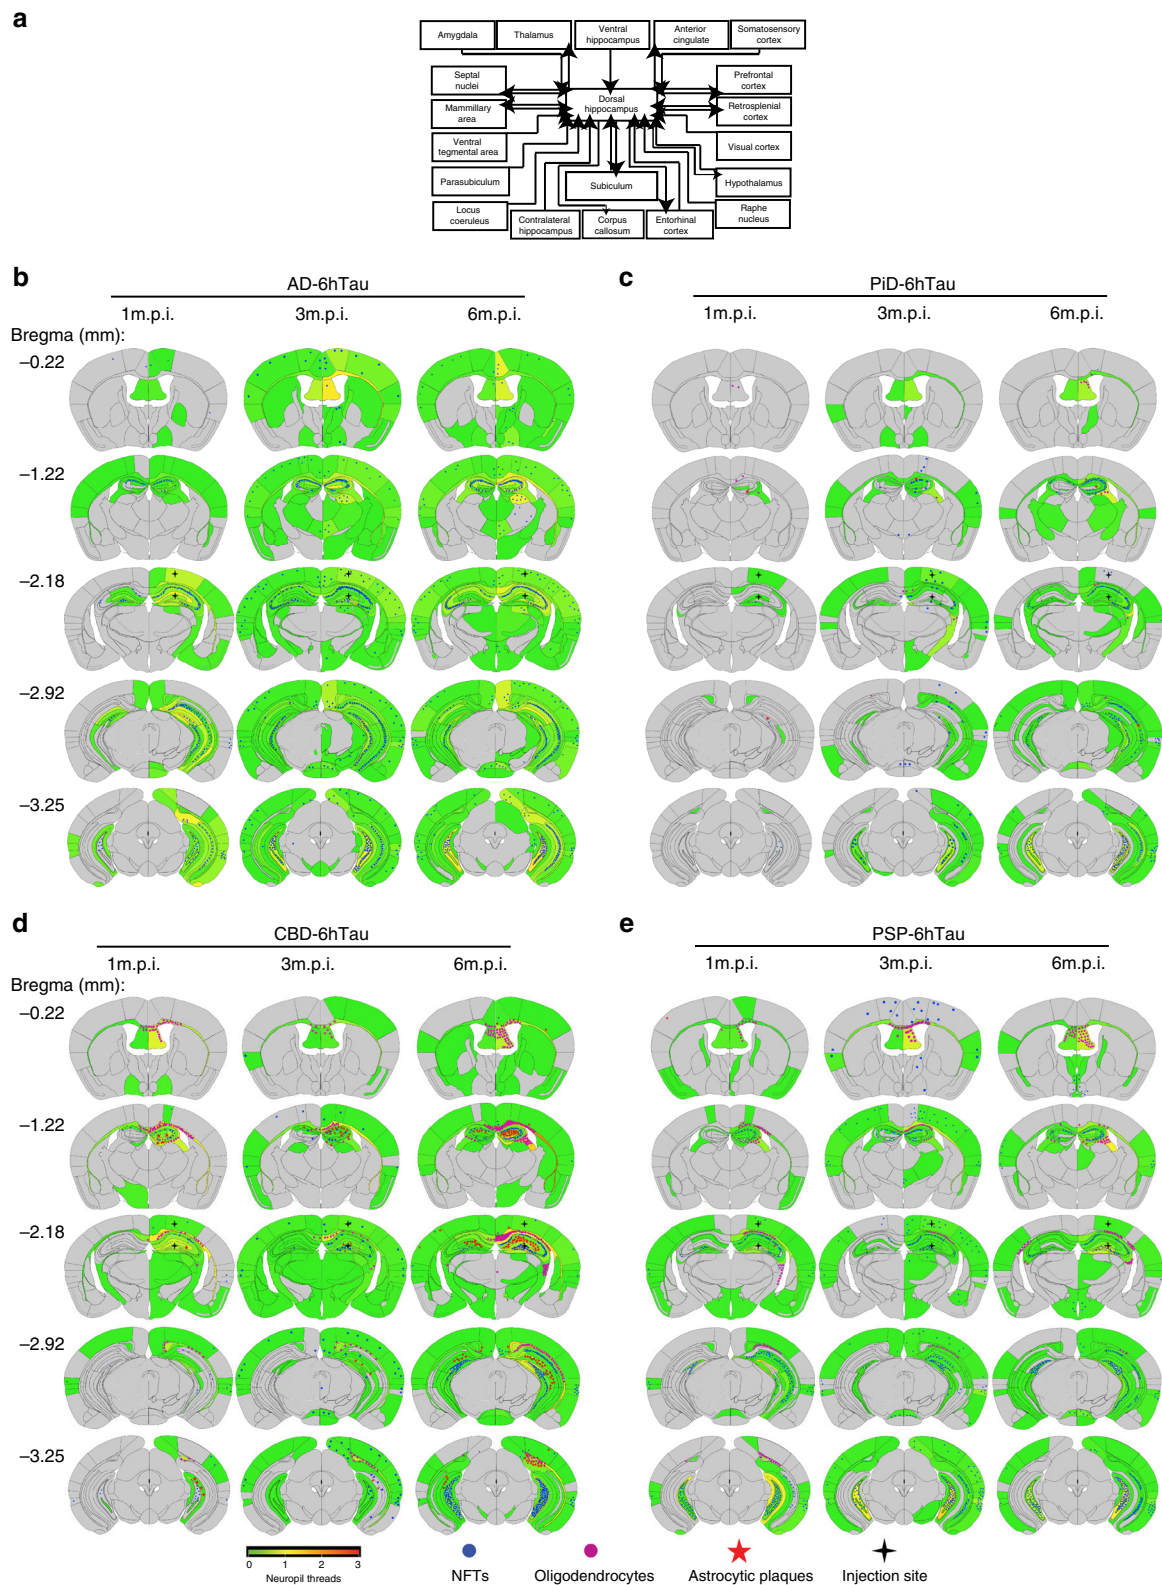 a
Amygdala
Thalamus
Ventral
hippocampus
Anterior
cingulate
Somatosensory
cortex
Septal
nuclei
Prefrontal
cortex
Dorsal
hippocampus
Mammillary
area
Retrosplenial
cortex
Ventral
tegmental area
Visual cortex
Parasubiculum
Subiculum
Hypothalamus
Locus
coeruleus
Contralateral
hippocampus
Corpus
callosum
Entorhinal
cortex
Raphe
nucleus
b
AD-6hTau
1m.p.i.
3m.p.i.
6m.p.i.
Bregma (mm):
–0.22
–1.22
–2.18
–2.92
–3.25
c
PiD-6hTau
1m.p.i.
3m.p.i.
6m.p.i.
d
CBD-6hTau
1m.p.i.
3m.p.i.
6m.p.i.
Bregma (mm):
–0.22
–1.22
–2.18
–2.92
–3.25
e
PSP-6hTau
1m.p.i.
3m.p.i.
6m.p.i.
0 1 2 3
Neuropil threads
NFTs
Oligodendrocytes
Astrocytic plaques
Injection site